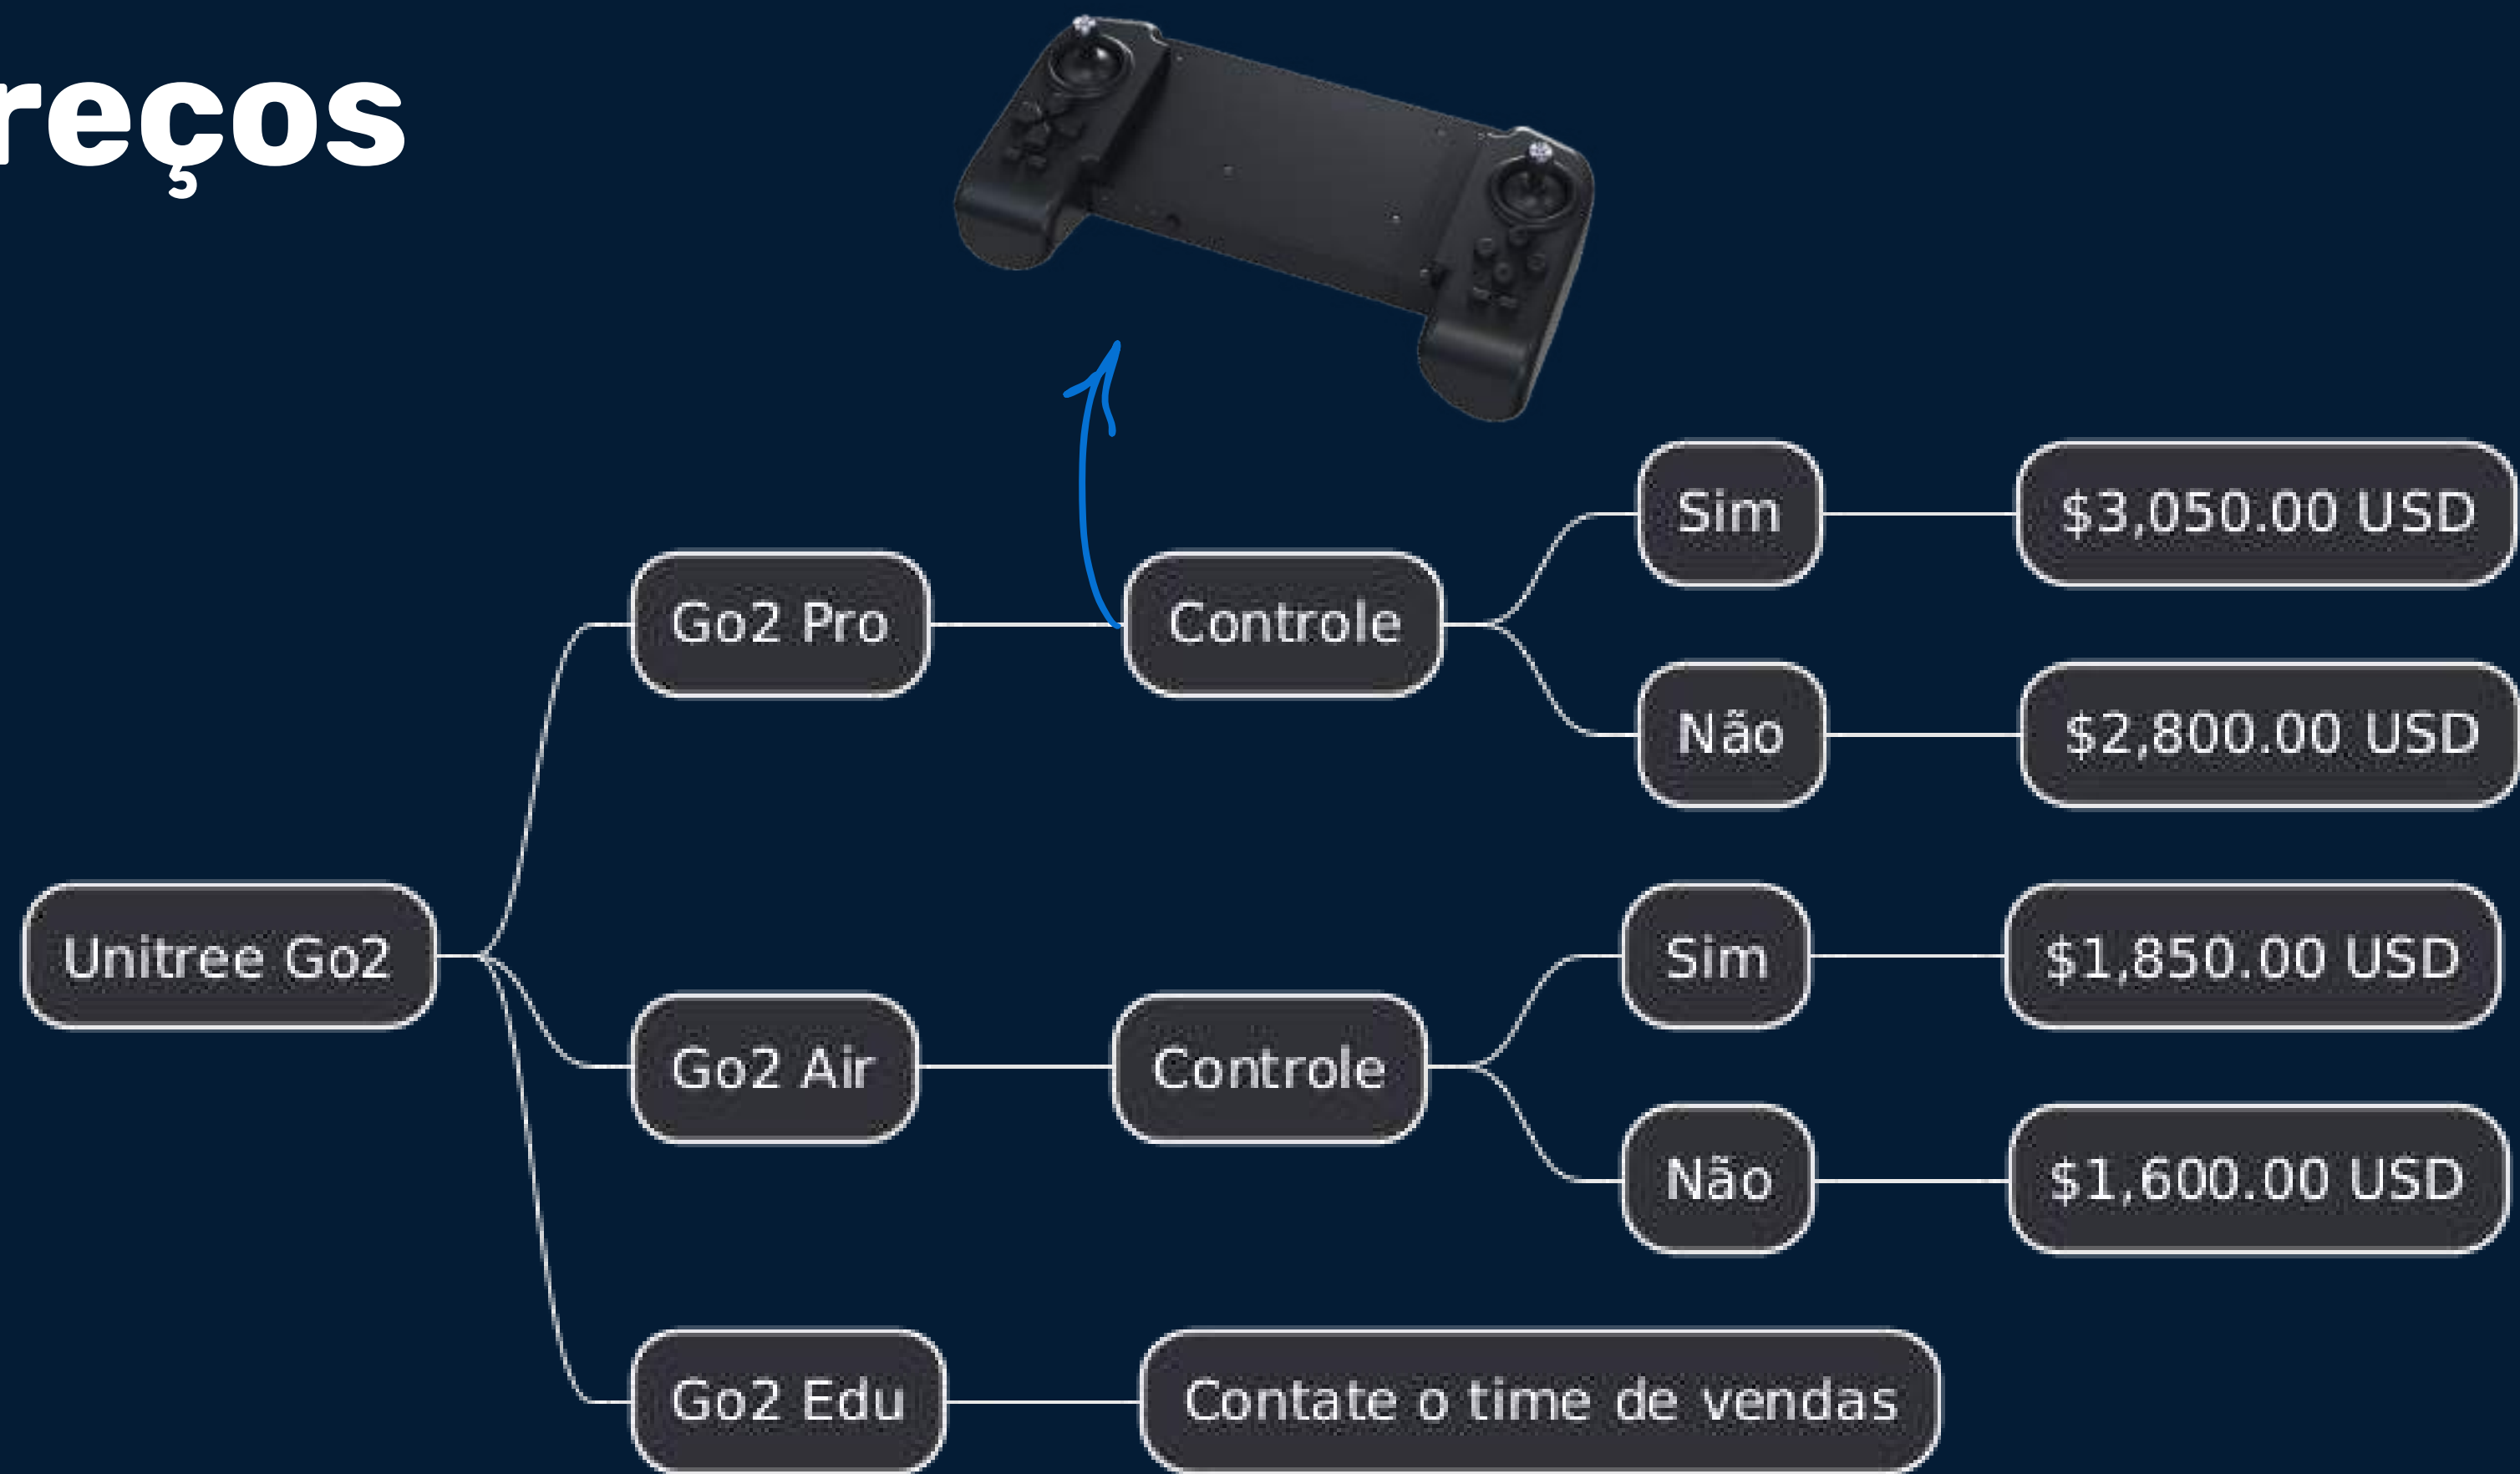 reços
Sim
$3,050.00 USD
Go2 Pro
Controle
Não
$2,800.00 USD
Unitree Go2
Sim
$1,850.00 USD
Go2 Air
Controle
Não
$1,600.00 USD
Go2 Edu
Contate o time de vendas